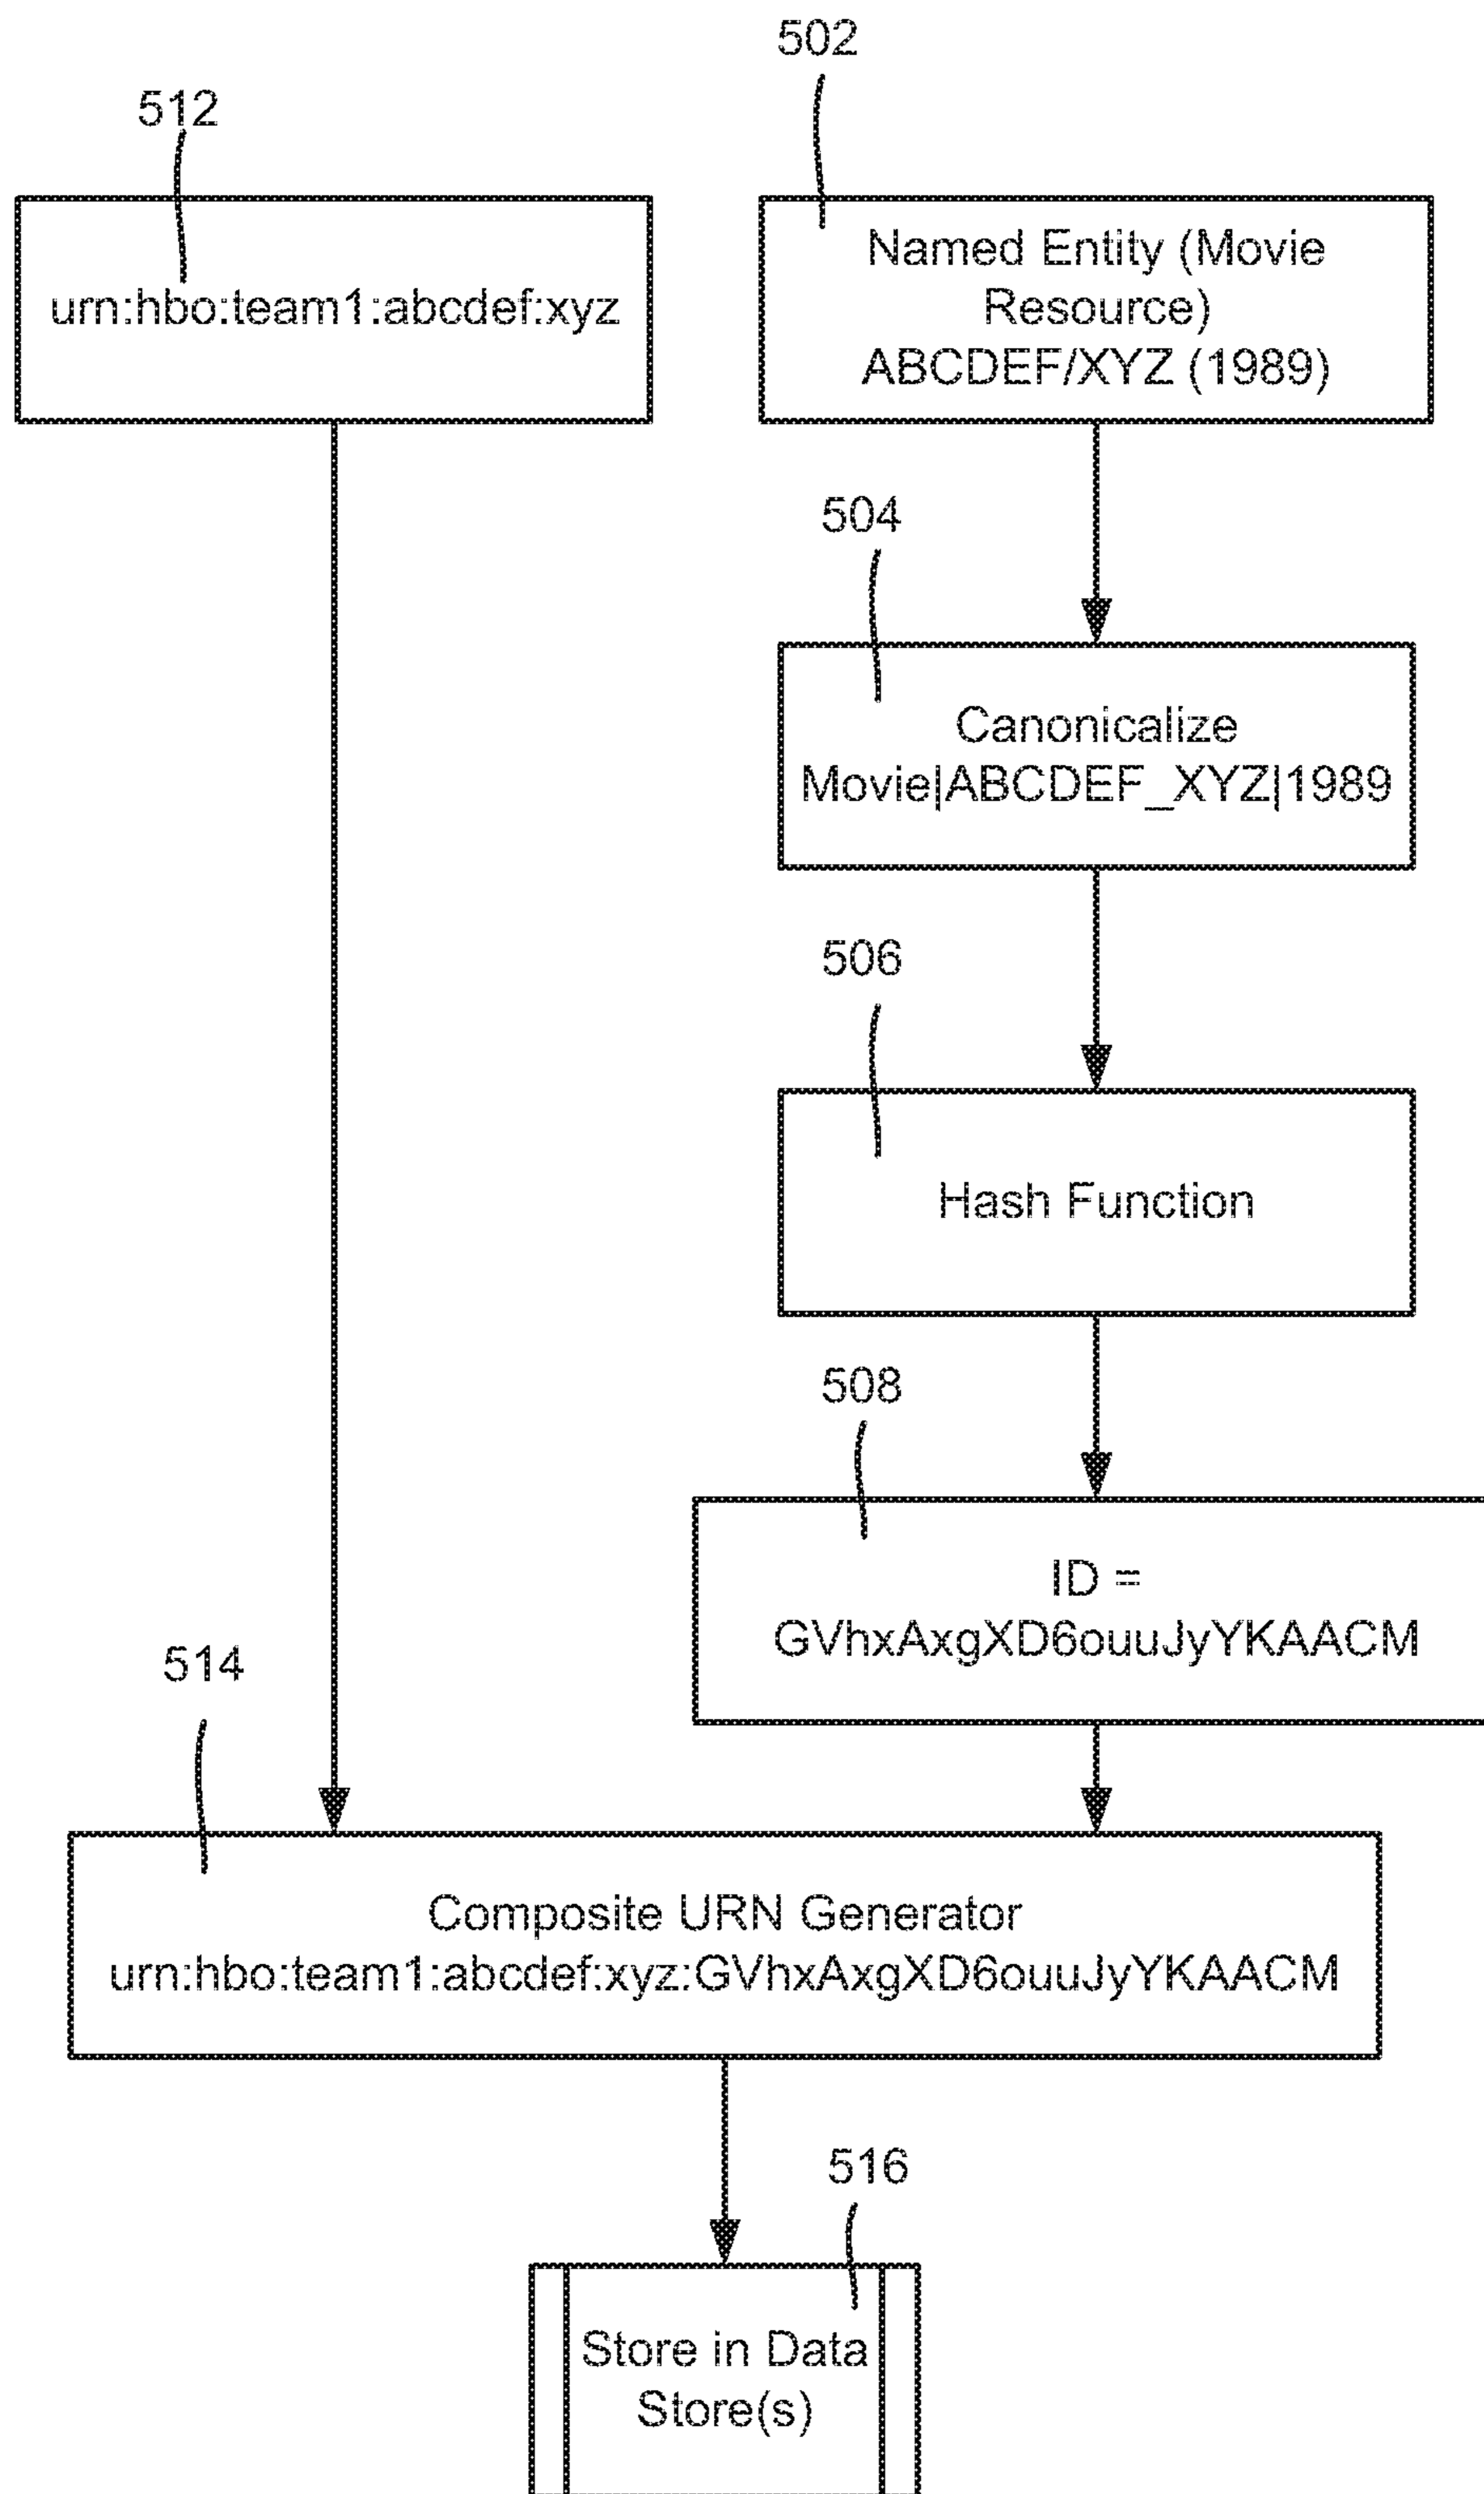 502
512
urn:hbo:team1:abcdef:xyz
Named Entity (Movie
Resource)
ABCDEF/XYZ (1989)
504
Canonicalize
Movie|ABCDEF_XYZ|1989
506
Hash Function
508
ID =
GVhxAxgXD6ouuJyYKAACM
514
Composite URN Generator
urn:hbo:team1:abcdef:xyz:GVhxAxgXD6ouuJyYKAACM
516
Store in Data
Store(s)